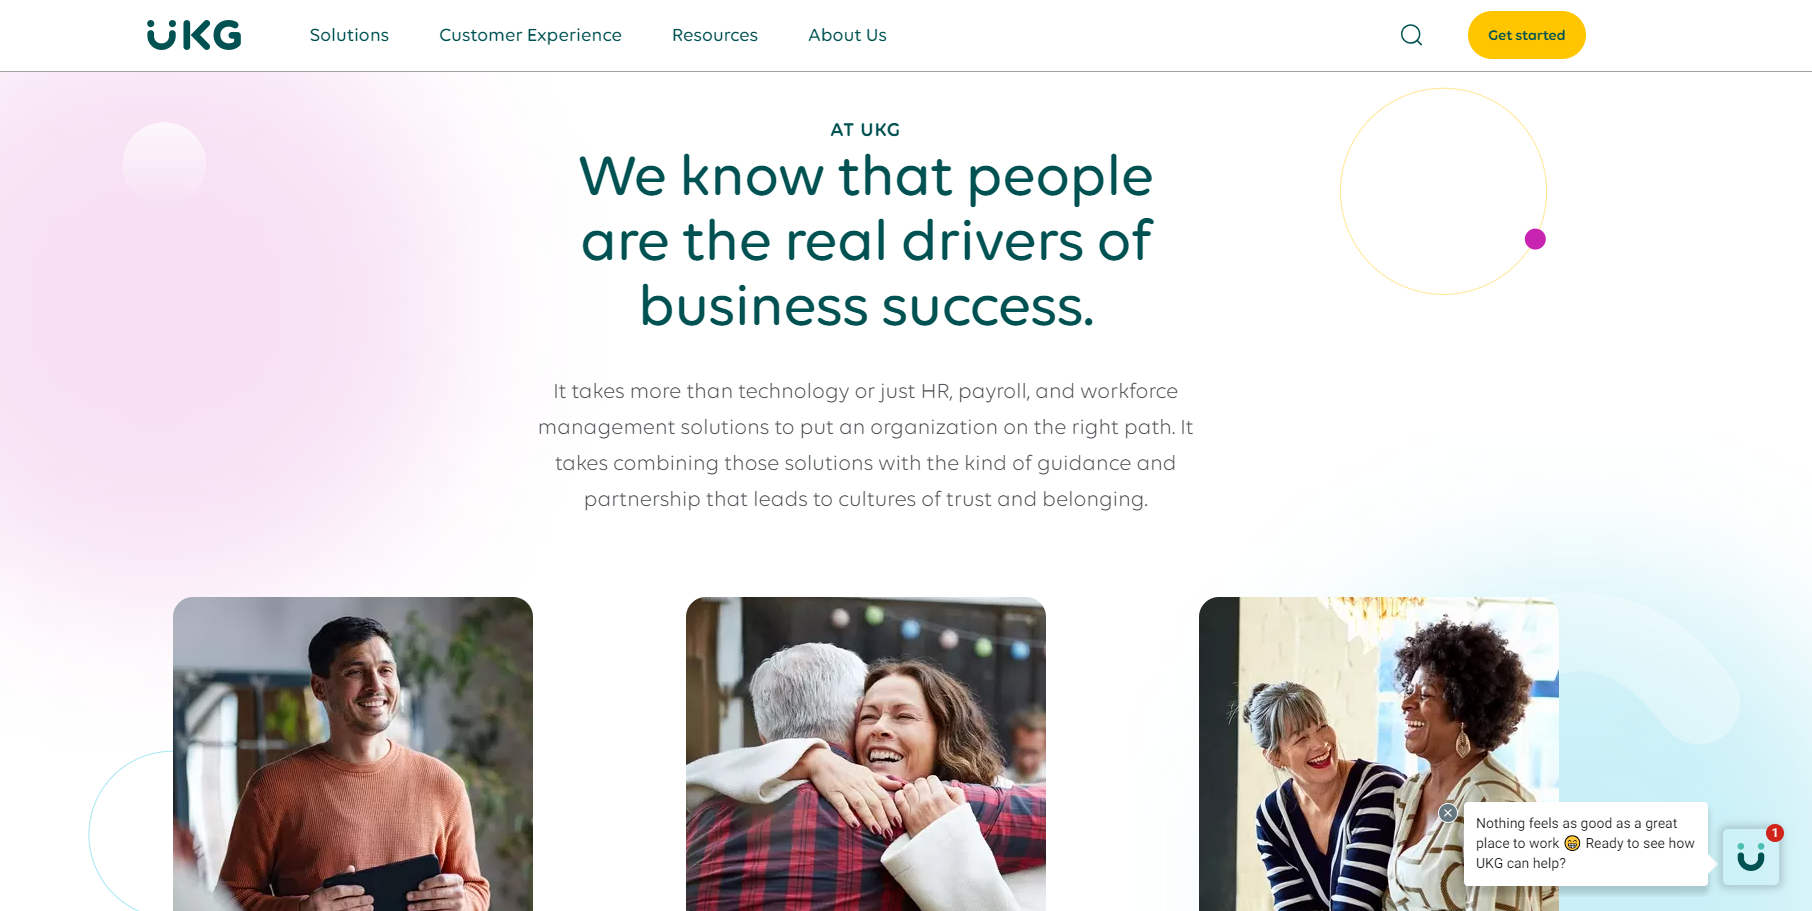 UKG
Solutions
Customer Experience
Resources
About Us
Get started
AT UKG
We know that people
are the real drivers of
business success.
It takes more than technology or just HR, payroll, and workforce
management solutions to put an organization on the right path. It
takes combining those solutions with the kind of guidance and
partnership that leads to cultures of trust and belonging.
Nothing feels as good as a great
place to work 😁 Ready to see how
UKG can help?
1